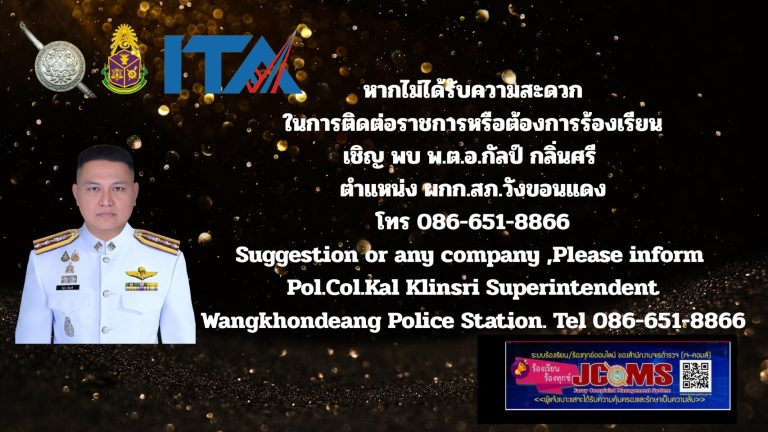 ITA
หากไม่ได้รับความสะดวก
ในการติดต่อราชการหรือต้องการร้องเรียน
เชิญ พบ พ.ต.อ.กัลป์ กลิ่นศรี
ตำแหน่ง ผกก.สภ.วังขอนแดง
โทร 086-651-8866
Suggestion or any company ,Please inform
Pol.Col.Kal Klinsri Superintendent
Wangkhondeang Police Station. Tel 086-651-8866
ระบบร้องเรียน/ร้องทุกข์ออนไลน์ ของสำนักงานจเรตำรวจ (เจ-คอมส์)
ร้องเรียน
ร้องทุกข์
JCOMS
Jaray Complaint Management System
<<ผู้แจ้งเบาะแสจะได้รับความคุ้มครองและรักษาเป็นความลับ>>